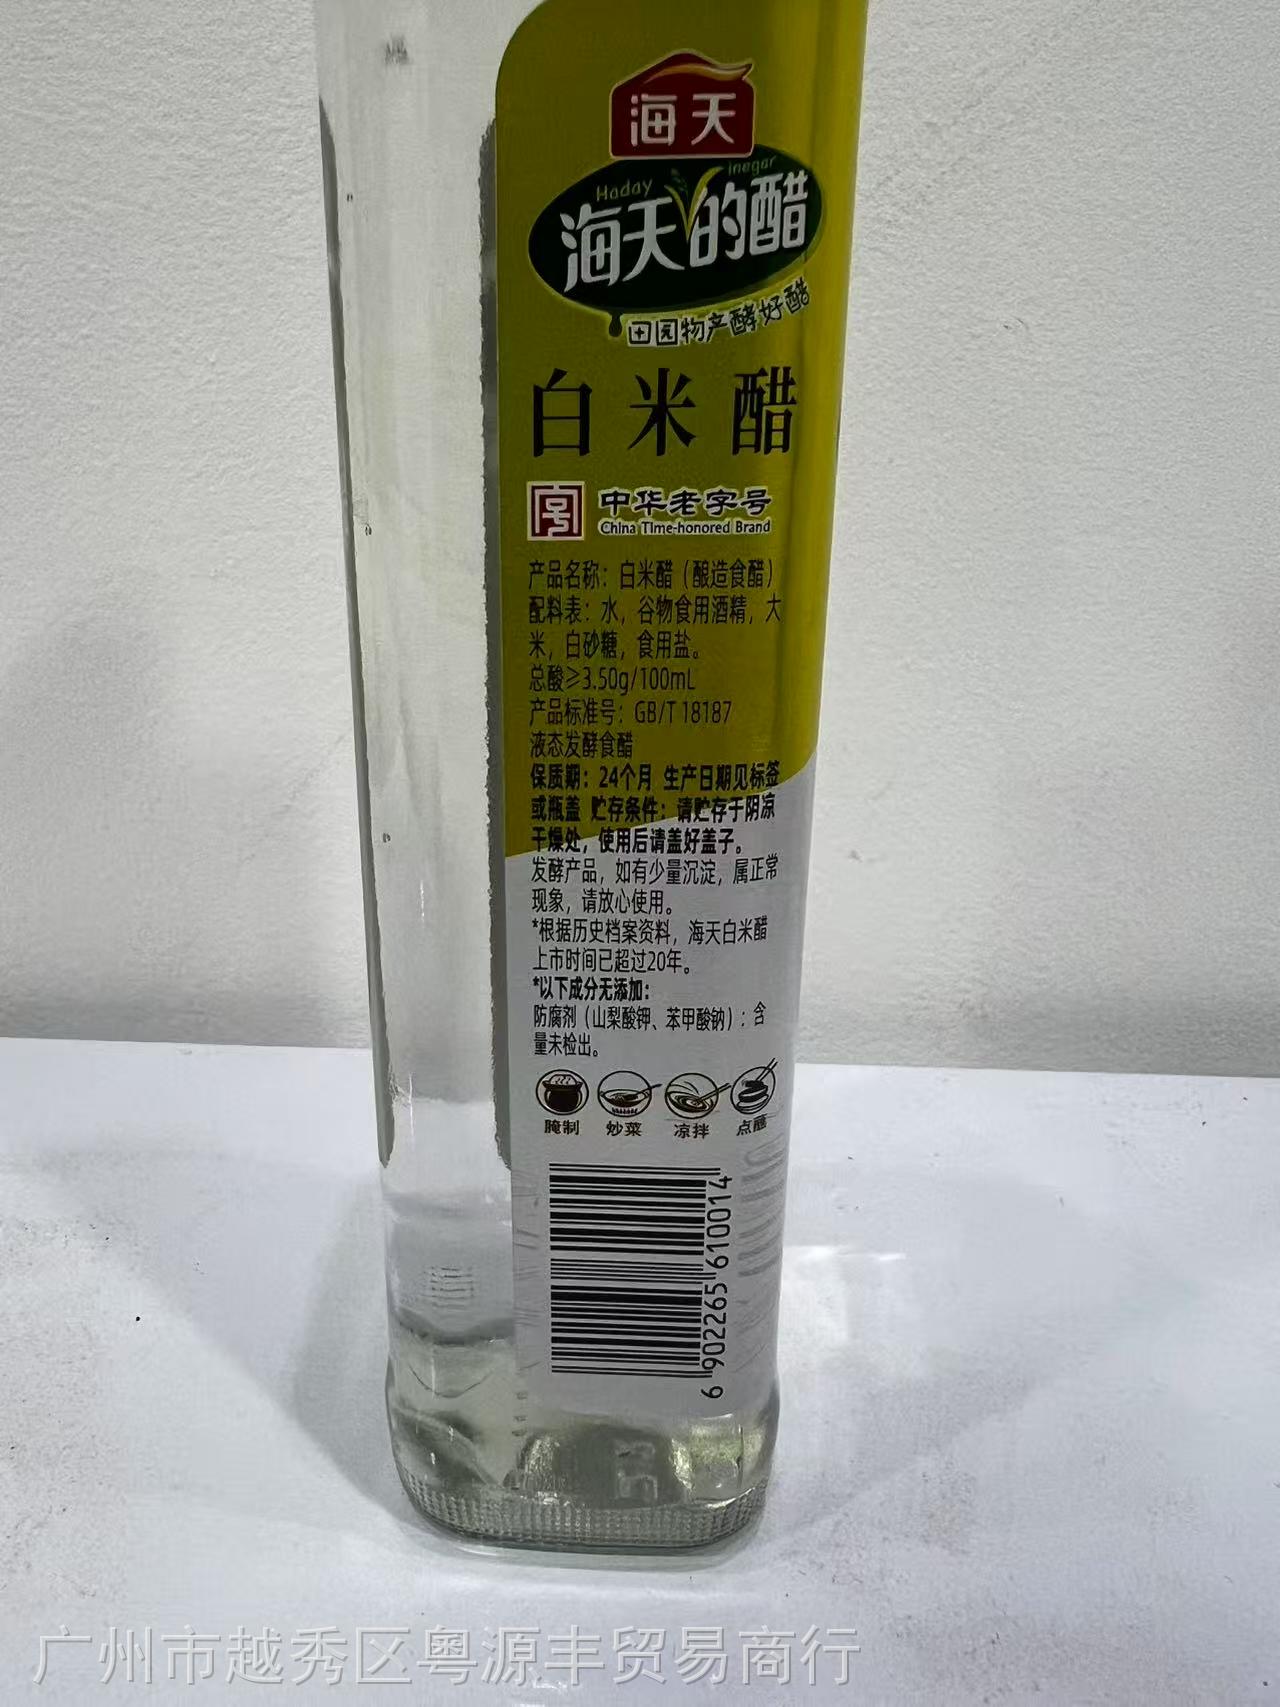 海天
Haday Vinegar
海天的醋
田园物产酵好醋
白米醋
中华老字号
China Time-honored Brand
产品名称：白米醋（酿造食醋）
配料表：水，谷物食用酒精，大
米，白砂糖，食用盐。
总酸≥3.50g/100mL
产品标准号：GB/T 18187
液态发酵食醋
保质期：24个月 生产日期见标签
或瓶盖 贮存条件：请贮存于阴凉
干燥处，使用后请盖好盖子。
发酵产品，如有少量沉淀，属正常
现象，请放心使用。
*根据历史档案资料，海天白米醋
上市时间已超过20年。
*以下成分无添加：
防腐剂（山梨酸钾、苯甲酸钠）：含
量未检出。
腌制 炒菜 凉拌 点蘸
6 902265 610014
广州市越秀区粤源丰贸易商行